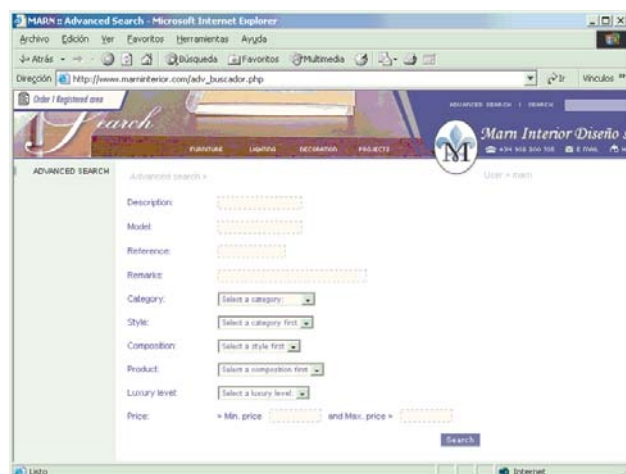 MARN :: Advanced Search - Microsoft Internet Explorer
Archivo Edición Ver Favoritos Herramientas Ayuda
Atrás Búsqueda Favoritos Multimedia
Dirección http://www.marninterior.com/adv_buscador.php Ir Vínculos
Order / Registered area
ADVANCED SEARCH | SEARCH
Search
Marn Interior Diseño s
FURNITURE LIGHTING DECORATION PROJECTS
E MAIL
ADVANCED SEARCH
Advanced search »
User » marn
Description:
Model:
Reference:
Remarks:
Category: Select a category:
Style: Select a category first
Composition: Select a style first
Product: Select a composition first
Luxury level: Select a luxury level:
Price: » Min. price and Max. price »
Search
Listo Internet